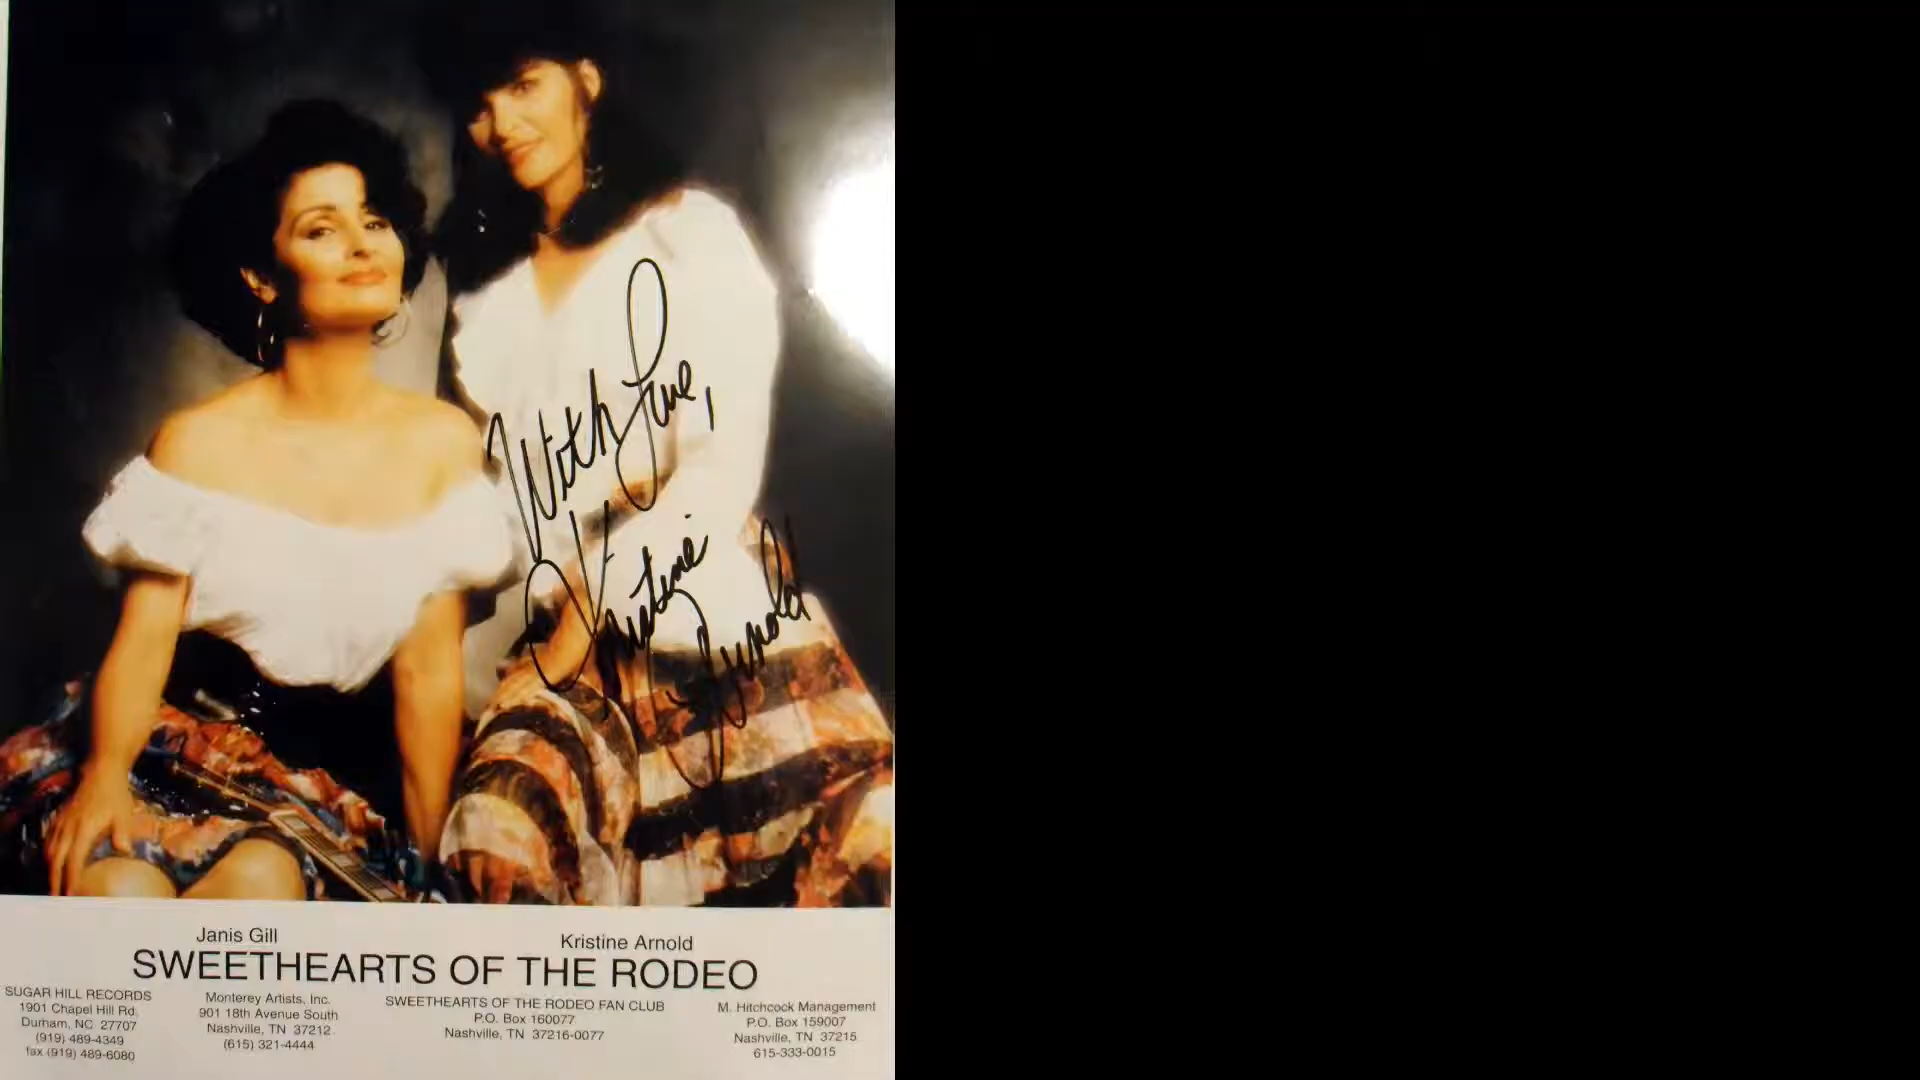 With Love,
Kristine
Arnold
Janis Gill
Kristine Arnold
SWEETHEARTS OF THE RODEO
SUGAR HILL RECORDS
1901 Chapel Hill Rd.
Durham, NC 27707
(919) 489-4349
fax (919) 489-6080
Monterey Artists, Inc.
901 18th Avenue South
Nashville, TN 37212
(615) 321-4444
SWEETHEARTS OF THE RODEO FAN CLUB
P.O. Box 160077
Nashville, TN 37216-0077
M. Hitchcock Management
P.O. Box 159007
Nashville, TN 37215
615-333-0015